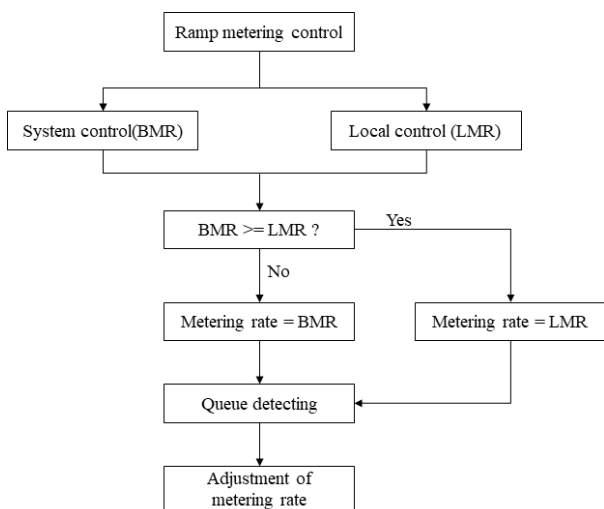 Ramp metering control
System control(BMR)
Local control (LMR)
BMR >= LMR ?
Yes
No
Metering rate = BMR
Metering rate = LMR
Queue detecting
Adjustment of
metering rate